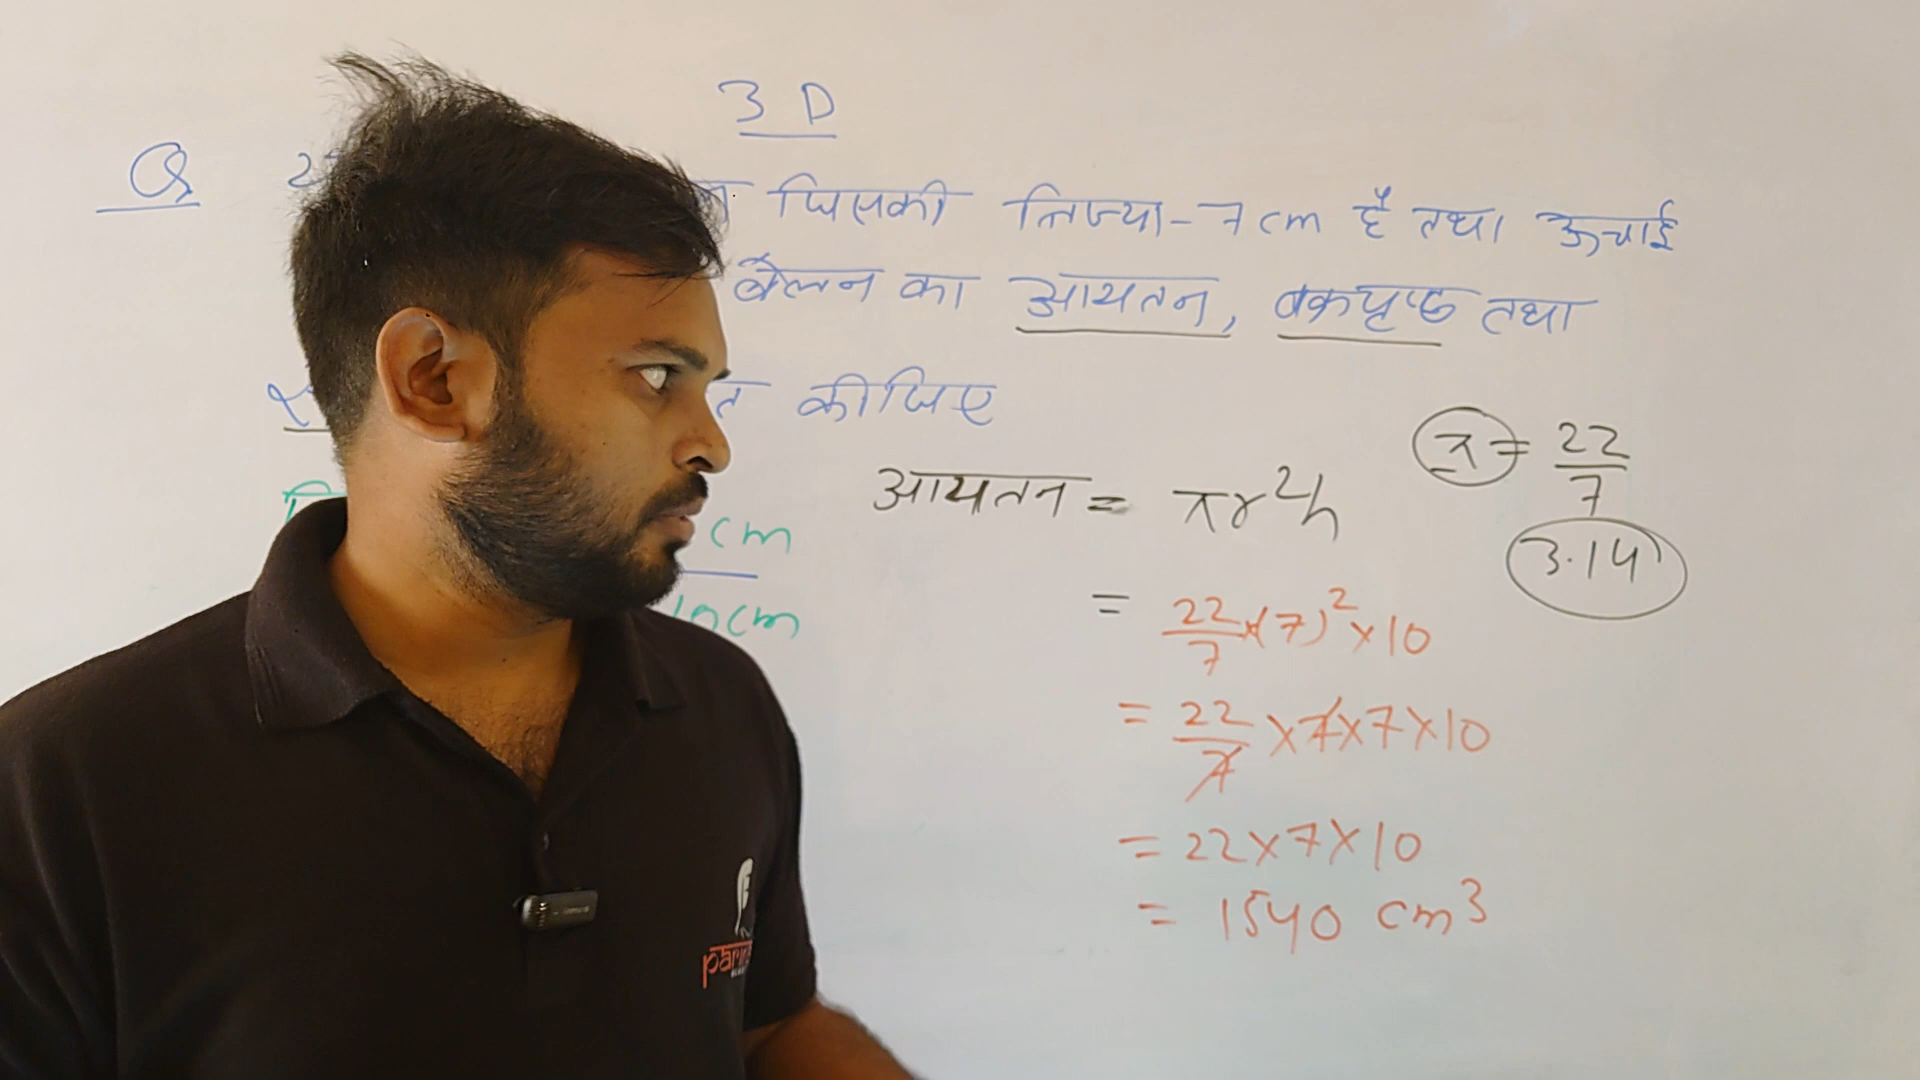 3 D
Q जिसकी त्रिज्या - 7 cm है तथा ऊचाई
बेलन का आयतन, वक्रपृष्ठ तथा
कीजिए
π = 22/7
3.14
cm
10cm
आयतन = πr²h
= 22/7 × (7)² × 10
= 22/7 × 7 × 7 × 10
= 22 × 7 × 10
= 1540 cm³